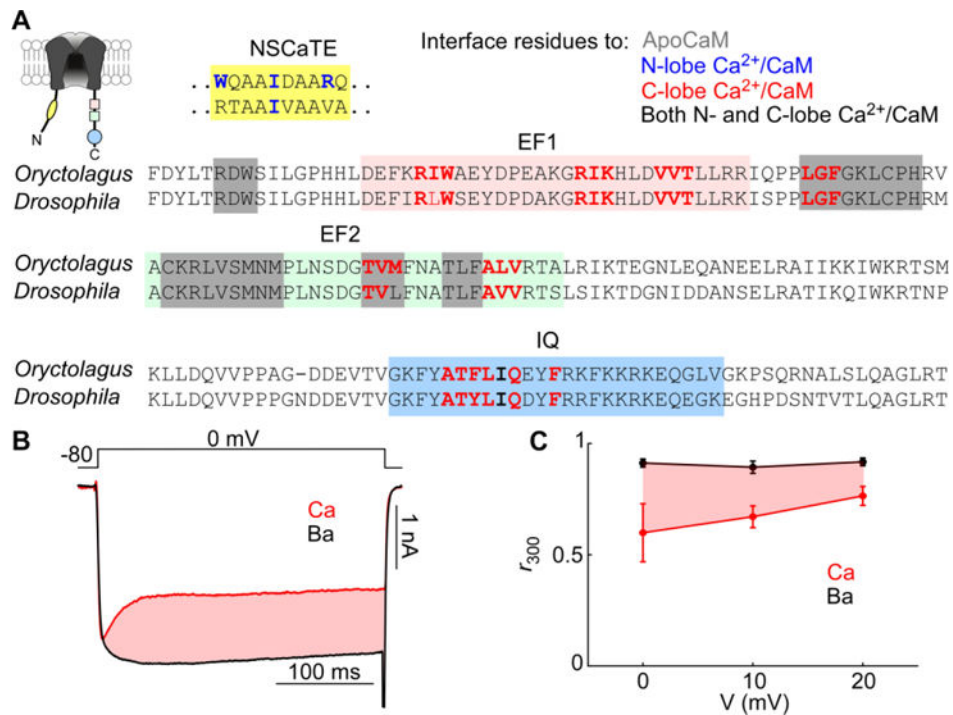 A
NSCaTE
..WQAAIDAARQ..
..RTAAIVAAVA..
Interface residues to: ApoCaM
N-lobe Ca²⁺/CaM
C-lobe Ca²⁺/CaM
Both N- and C-lobe Ca²⁺/CaM
N
C
EF1
Oryctolagus FDYLTRDWSILGPHHLDEFKRIWAEYDPEAKGRIKHLDVVTLLRRIQPPLGFGKLCPHRV
Drosophila FDYLTRDWSILGPHHLDEFIRLWSEYDPDAKGRIKHLDVVTLLRKISPPLGFGKLCPHRM
EF2
Oryctolagus ACKRLVSMNMPLNSDGTVMFNATLFALVRTALRIKTEGNLEQANEELRAIIKKIWKRTSM
Drosophila ACKRLVSMNMPLNSDGTVLFNATLFAVVRTSLSIKTDGNIDDANSELRATIKQIWKRTNP
IQ
Oryctolagus KLLDQVVPPAG-DDEVTVGKFYATFLIQEYFRKFKKRKEQGLVGKPSQRNALSLQAGLRT
Drosophila KLLDQVVPPPGNDDEVTVGKFYATYLIQDYFRRFKKRKEQEGKEGHPDSNTVTLQAGLRT
B
0 mV
-80
Ca
Ba
1 nA
100 ms
C
1
0.5
0
r₃₀₀
Ca
Ba
0 10 20
V (mV)